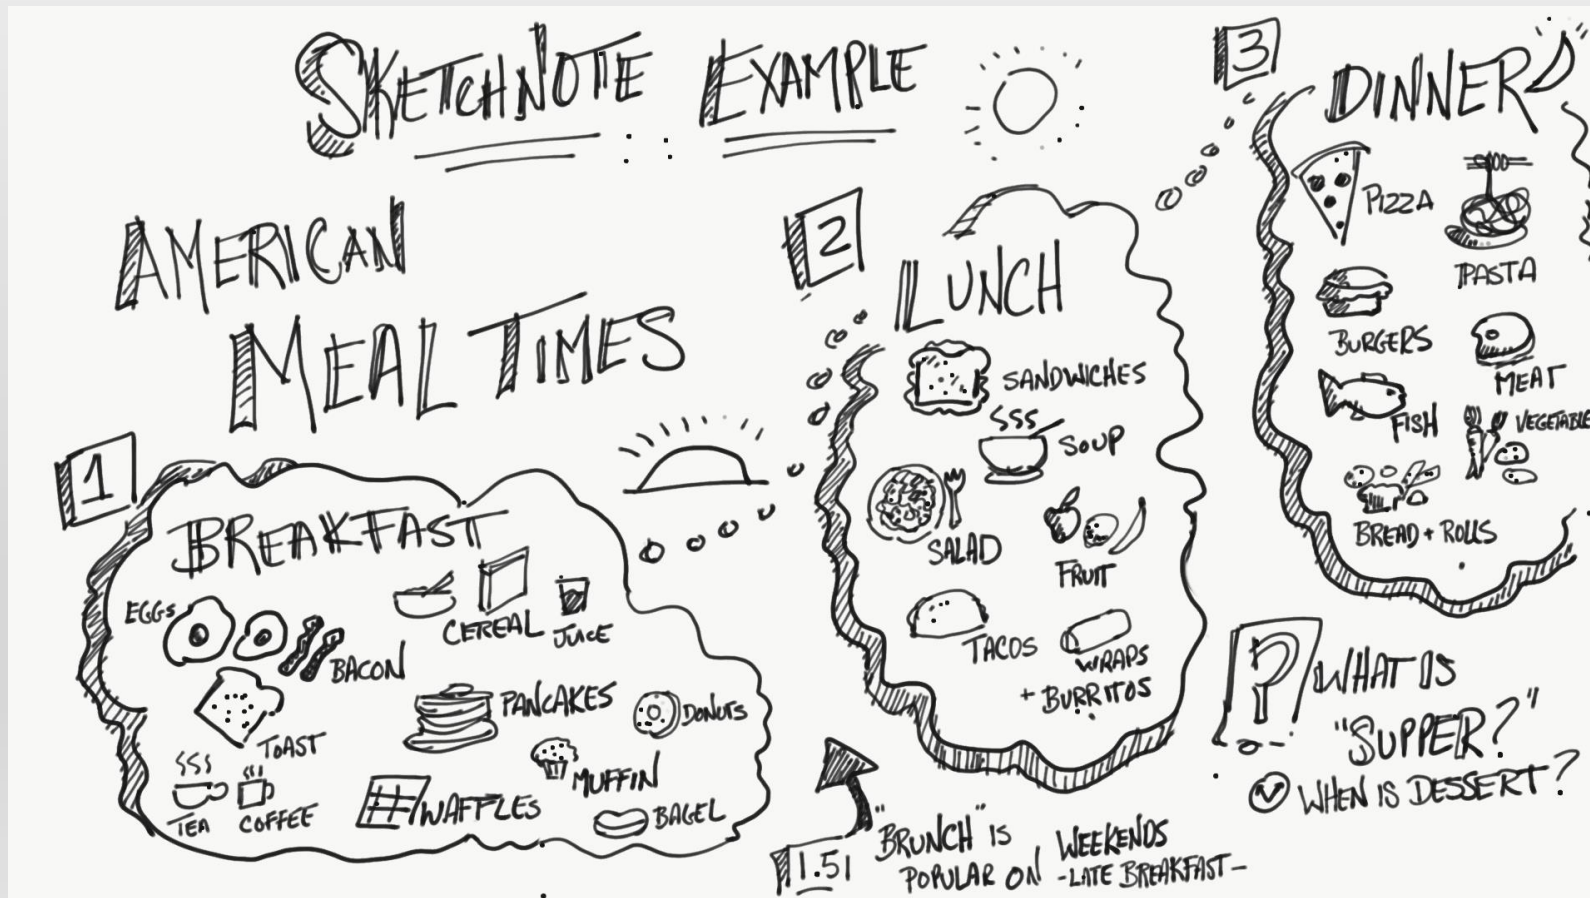 SKETCHNOTE EXAMPLE
AMERICAN
MEAL TIMES
1
BREAKFAST
EGGS
BACON
CEREAL
JUICE
TOAST
PANCAKES
DONUTS
TEA
COFFEE
WAFFLES
MUFFIN
BAGEL
2
LUNCH
SANDWICHES
SOUP
SALAD
FRUIT
TACOS
WRAPS
+ BURRITOS
1.5
"BRUNCH" IS
POPULAR ON
WEEKENDS
-LATE BREAKFAST-
3
DINNER
PIZZA
PASTA
BURGERS
MEAT
FISH
VEGETABLE
BREAD + ROLLS
?
WHAT IS
"SUPPER?"
WHEN IS DESSERT?